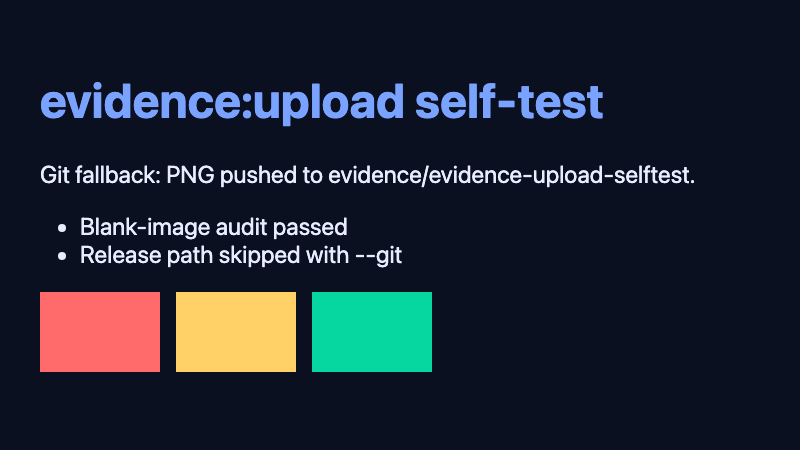 evidence:upload self-test
Git fallback: PNG pushed to evidence/evidence-upload-selftest.
• Blank-image audit passed
• Release path skipped with --git